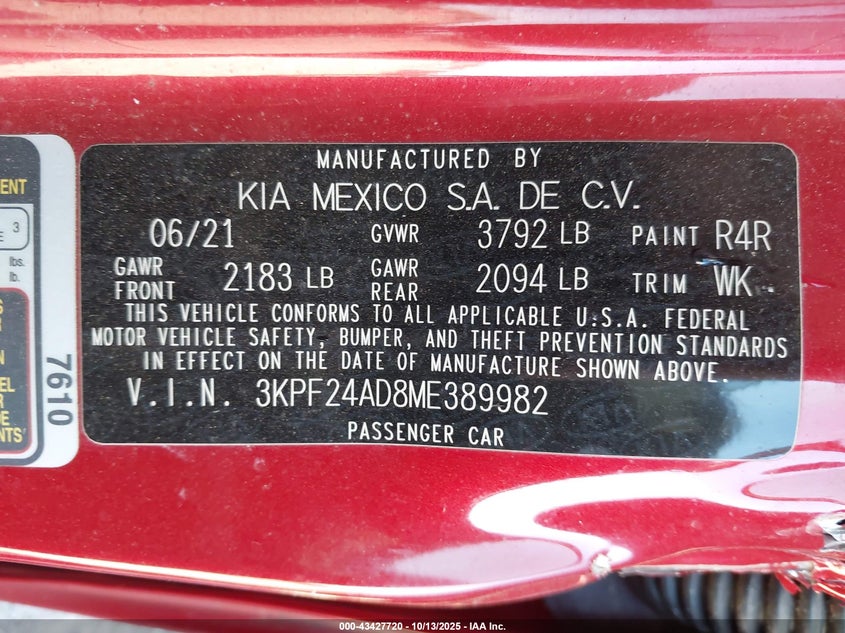 MANUFACTURED BY
KIA MEXICO S.A. DE C.V.
06/21 GVWR 3792 LB PAINT R4R
GAWR FRONT 2183 LB GAWR REAR 2094 LB TRIM WK
THIS VEHICLE CONFORMS TO ALL APPLICABLE U.S.A. FEDERAL
MOTOR VEHICLE SAFETY, BUMPER, AND THEFT PREVENTION STANDARDS
IN EFFECT ON THE DATE OF MANUFACTURE SHOWN ABOVE.
V.I.N. 3KPF24AD8ME389982
PASSENGER CAR
7610
3
lbs.
lb.
000-43427720 - 10/13/2025 - IAA Inc.